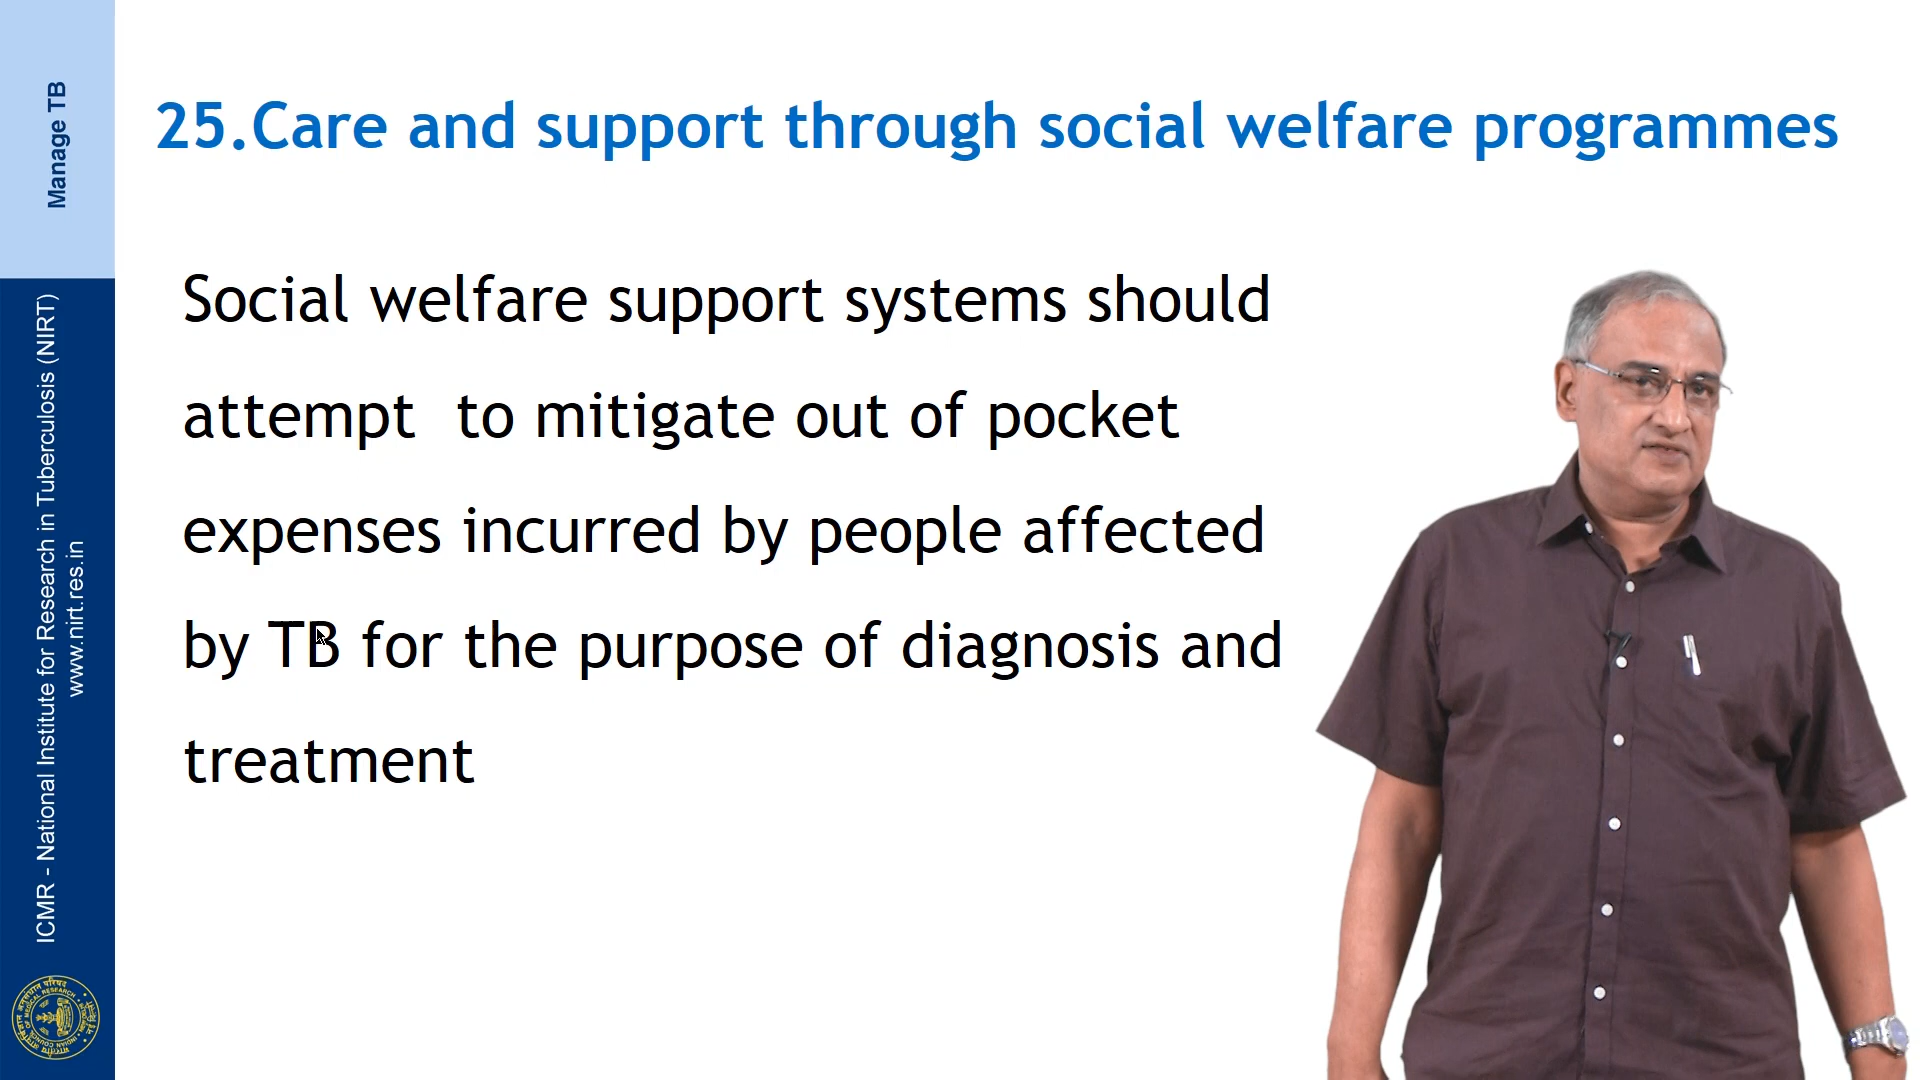 Manage TB
ICMR - National Institute for Research in Tuberculosis (NIRT)
www.nirt.res.in
25.Care and support through social welfare programmes
Social welfare support systems should
attempt  to mitigate out of pocket
expenses incurred by people affected
by TB for the purpose of diagnosis and
treatment